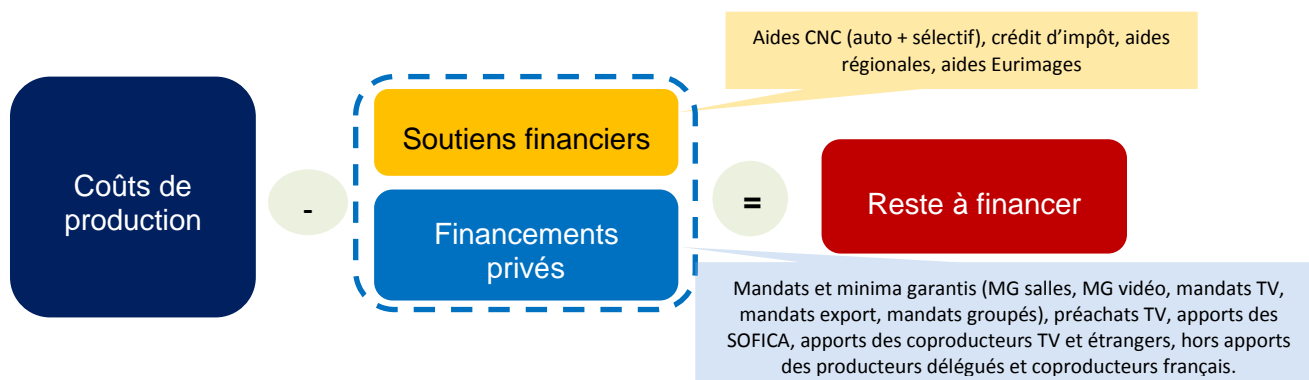 Aides CNC (auto + sélectif), crédit d’impôt, aides
régionales, aides Eurimages
Coûts de
production
-
Soutiens financiers
Financements
privés
=
Reste à financer
Mandats et minima garantis (MG salles, MG vidéo, mandats TV,
mandats export, mandats groupés), préachats TV, apports des
SOFICA, apports des coproducteurs TV et étrangers, hors apports
des producteurs délégués et coproducteurs français.